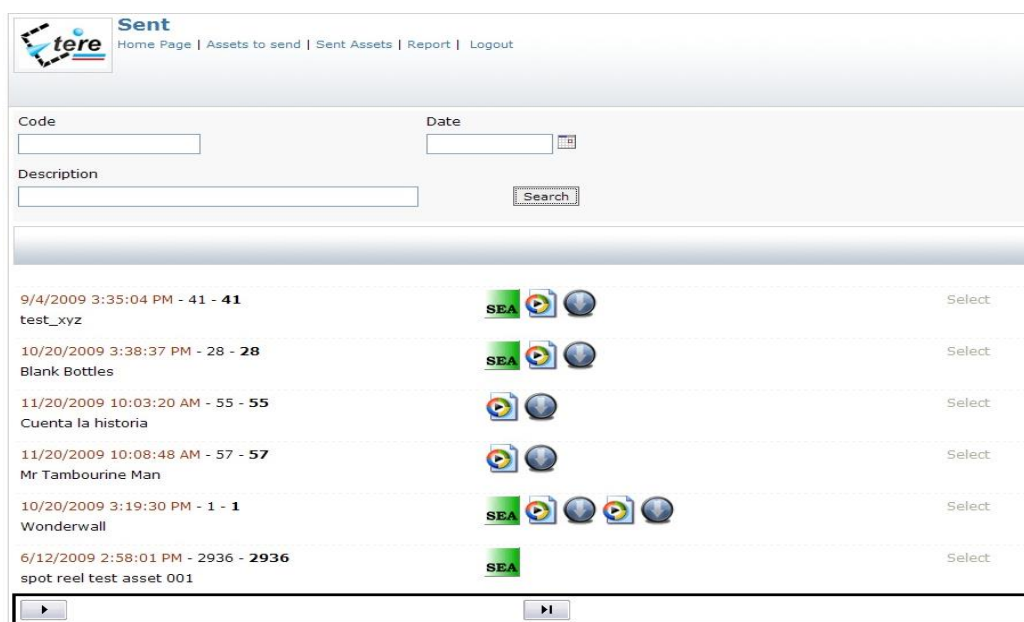 tere
Sent
Home Page | Assets to send | Sent Assets | Report | Logout
Code
Date
Description
Search
9/4/2009 3:35:04 PM - 41 - 41
SEA
Select
test_xyz
10/20/2009 3:38:37 PM - 28 - 28
SEA
Select
Blank Bottles
11/20/2009 10:03:20 AM - 55 - 55
Select
Cuenta la historia
11/20/2009 10:08:48 AM - 57 - 57
Select
Mr Tambourine Man
10/20/2009 3:19:30 PM - 1 - 1
SEA
Select
Wonderwall
6/12/2009 2:58:01 PM - 2936 - 2936
SEA
Select
spot reel test asset 001